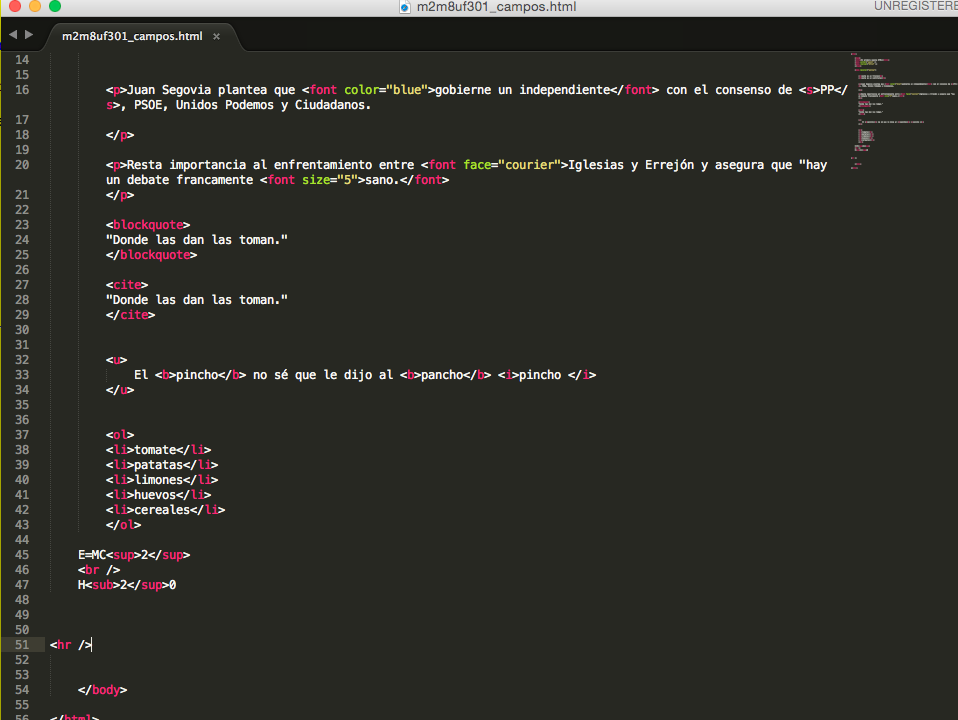 m2m8uf301_campos.html
UNREGISTERE
m2m8uf301_campos.html ×
14
15
16 <p>Juan Segovia plantea que <font color="blue">gobierne un independiente</font> con el consenso de <s>PP</
s>, PSOE, Unidos Podemos y Ciudadanos.
17
18 </p>
19
20 <p>Resta importancia al enfrentamiento entre <font face="courier">Iglesias y Errejón y asegura que "hay
un debate francamente <font size="5">sano.</font>
21 </p>
22
23 <blockquote>
24 "Donde las dan las toman."
25 </blockquote>
26
27 <cite>
28 "Donde las dan las toman."
29 </cite>
30
31
32 <u>
33 El <b>pincho</b> no sé que le dijo al <b>pancho</b> <i>pincho </i>
34 </u>
35
36
37 <ol>
38 <li>tomate</li>
39 <li>patatas</li>
40 <li>limones</li>
41 <li>huevos</li>
42 <li>cereales</li>
43 </ol>
44
45 E=MC<sup>2</sup>
46 <br />
47 H<sub>2</sup>0
48
49
50
51 <hr />
52
53
54 </body>
55
56 </html>